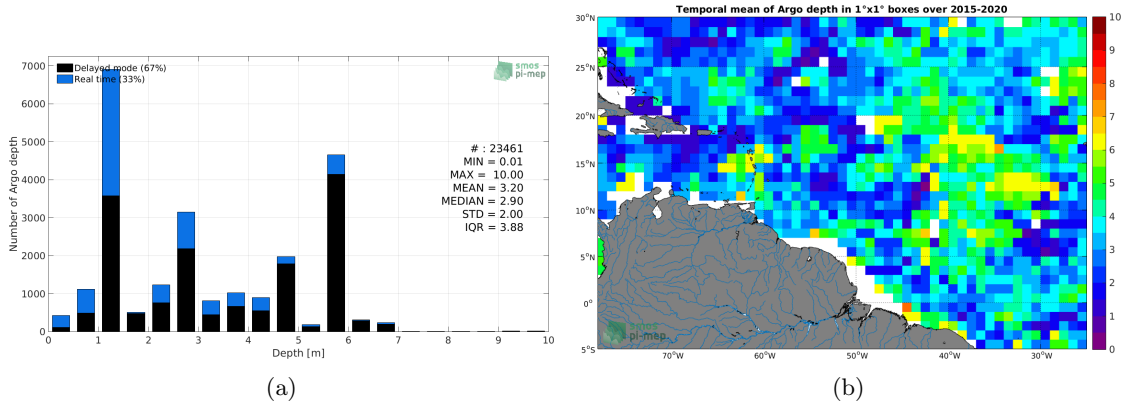 Delayed mode (67%)
Real time (33%)
smos
pi-mep
Number of Argo depth
7000
6000
5000
4000
3000
2000
1000
0
# : 23461
MIN = 0.01
MAX = 10.00
MEAN = 3.20
MEDIAN = 2.90
STD = 2.00
IQR = 3.88
0 1 2 3 4 5 6 7 8 9 10
Depth [m]
(a)
Temporal mean of Argo depth in 1°x1° boxes over 2015-2020
30°N
25°N
20°N
15°N
10°N
5°N
0°
5°S
70°W 60°W 50°W 40°W 30°W
smos
pi-mep
10
9
8
7
6
5
4
3
2
1
0
(b)